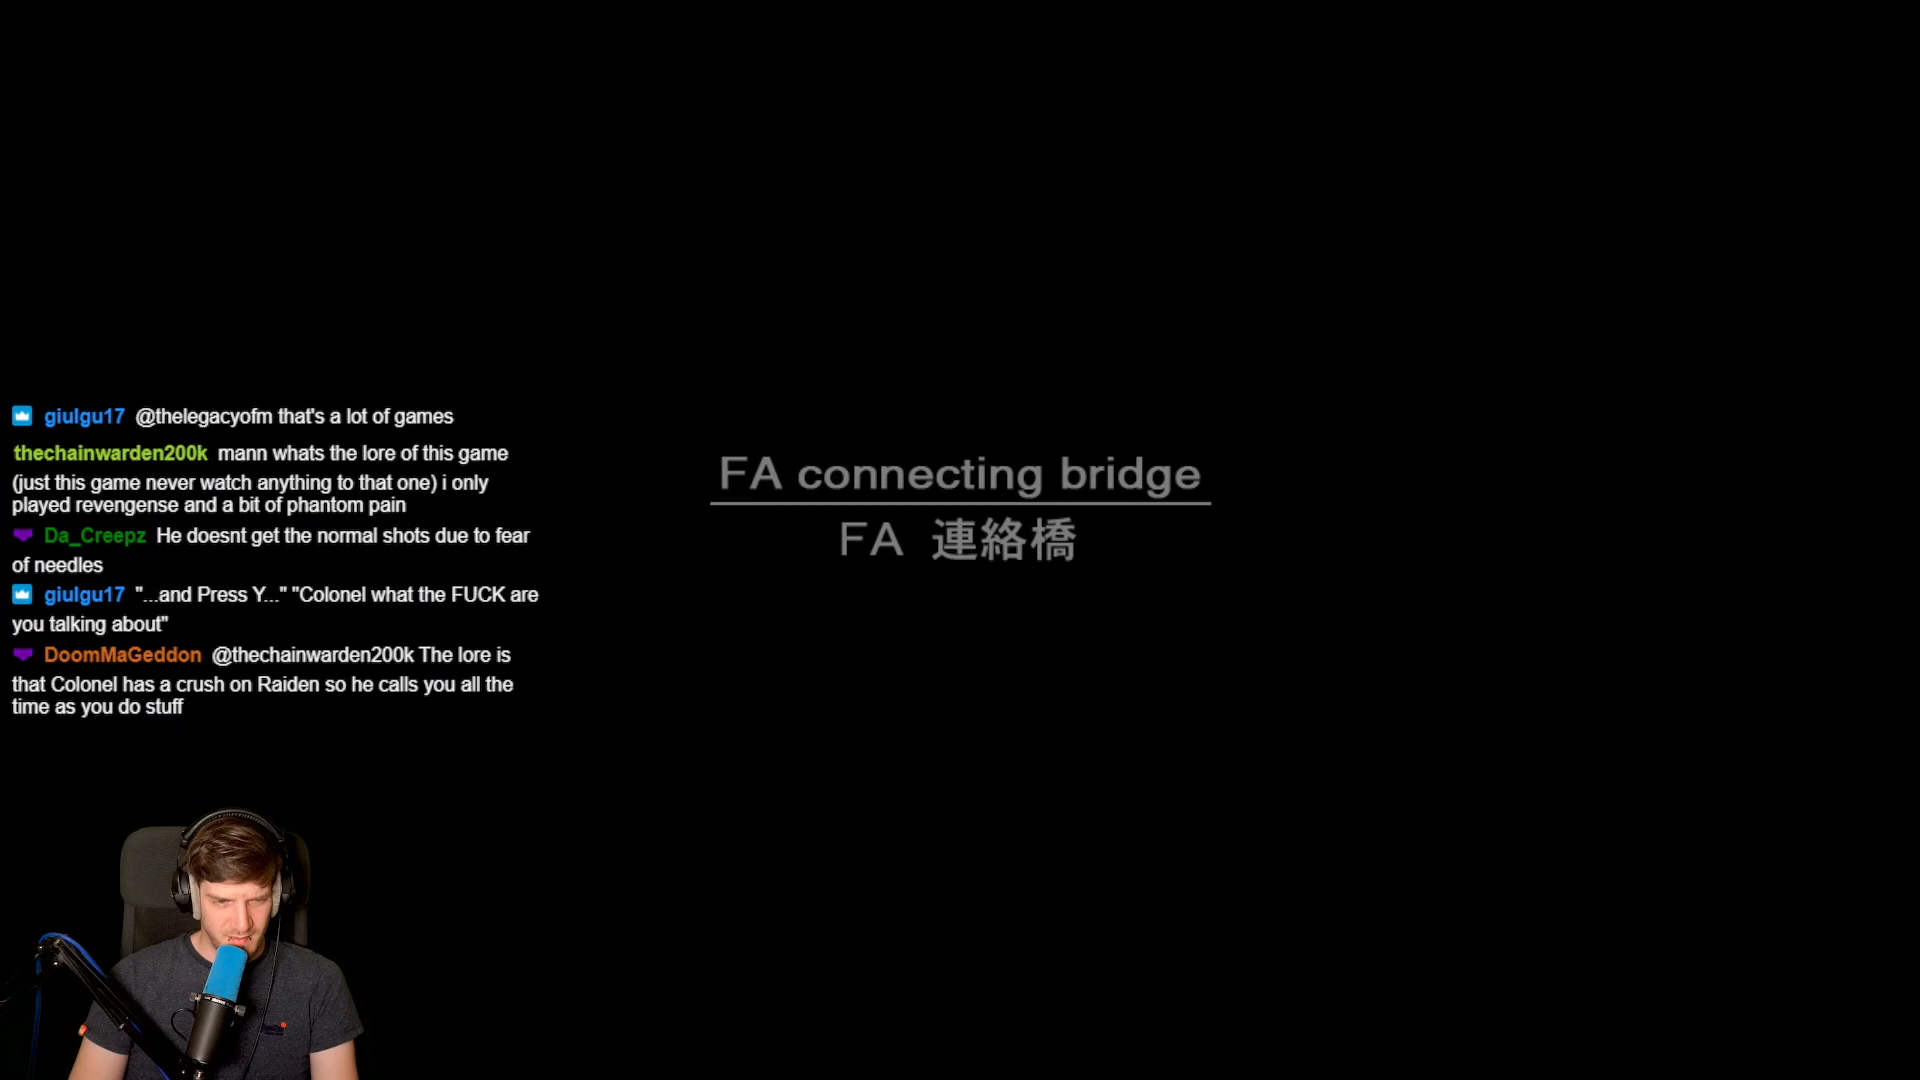 giulgu17 @thelegacyofm that's a lot of games
thechainwarden200k mann whats the lore of this game
(just this game never watch anything to that one) i only
played revengense and a bit of phantom pain
Da_Creepz He doesnt get the normal shots due to fear
of needles
giulgu17 "...and Press Y..." "Colonel what the FUCK are
you talking about"
DoomMaGeddon @thechainwarden200k The lore is
that Colonel has a crush on Raiden so he calls you all the
time as you do stuff
FA connecting bridge
FA 連絡橋